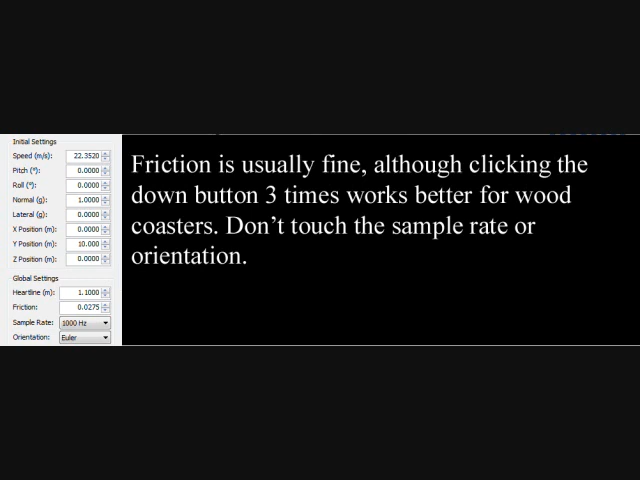 Initial Settings
Speed (m/s): 22.3520
Pitch (°): 0.0000
Roll (°): 0.0000
Normal (g): 1.0000
Lateral (g): 0.0000
X Position (m): 0.0000
Y Position (m): 10.000
Z Position (m): 0.0000
Global Settings
Heartline (m): 1.1000
Friction: 0.0275
Sample Rate: 1000 Hz
Orientation: Euler
Friction is usually fine, although clicking the
down button 3 times works better for wood
coasters. Don’t touch the sample rate or
orientation.